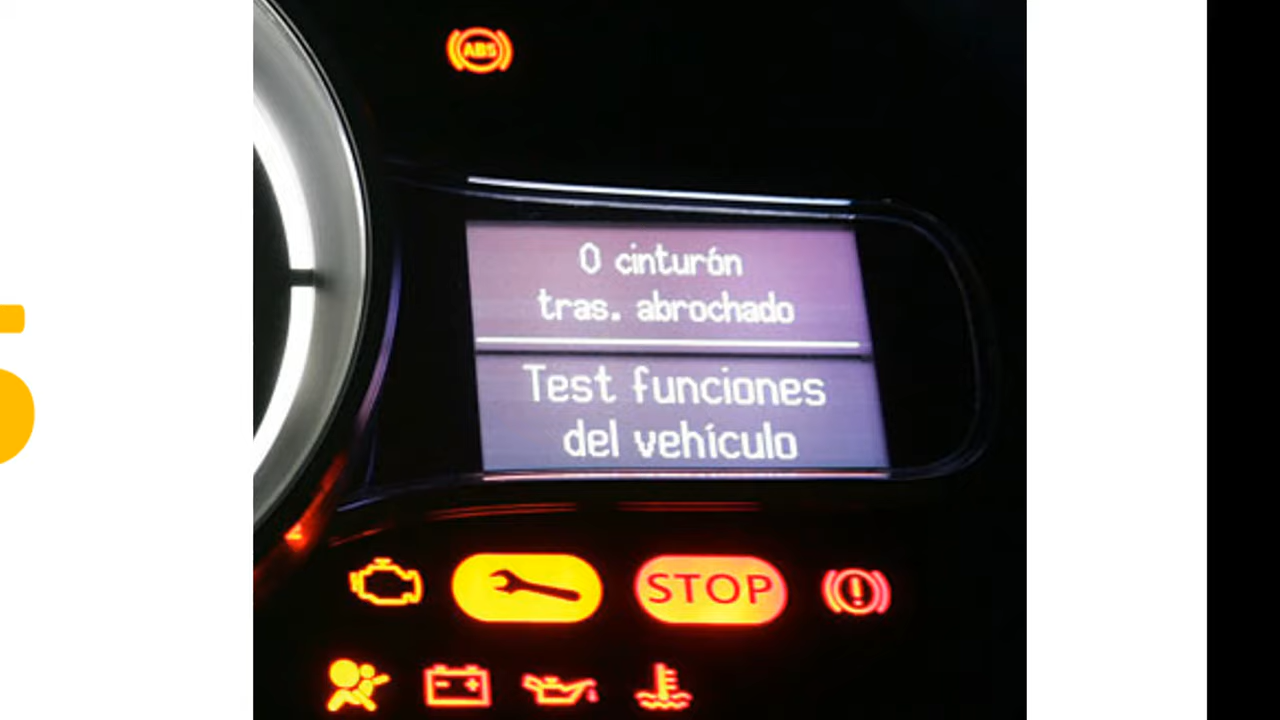 ABS
0 cinturón
tras. abrochado
Test funciones
del vehículo
STOP